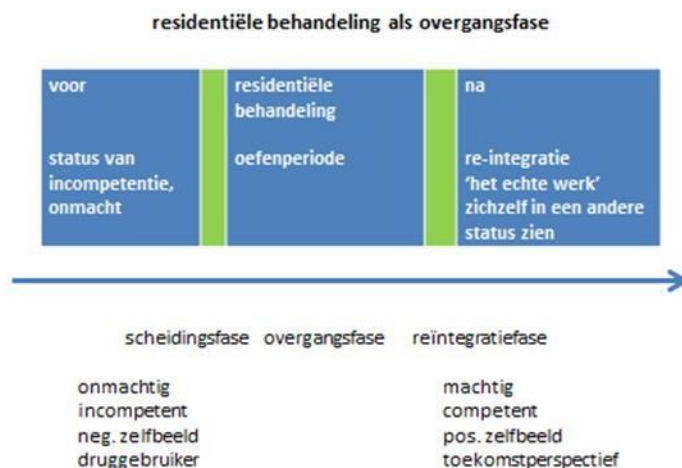 residentiële behandeling als overgangsfase
voor
status van
incompetentie,
onmacht
residentiële
behandeling
oefenperiode
na
re-integratie
'het echte werk'
zichzelf in een andere
status zien
scheidingsfase overgangsfase reïntegratiefase
onmachtig
incompetent
neg. zelfbeeld
druggebruiker
machtig
competent
pos. zelfbeeld
toekomstperspectief